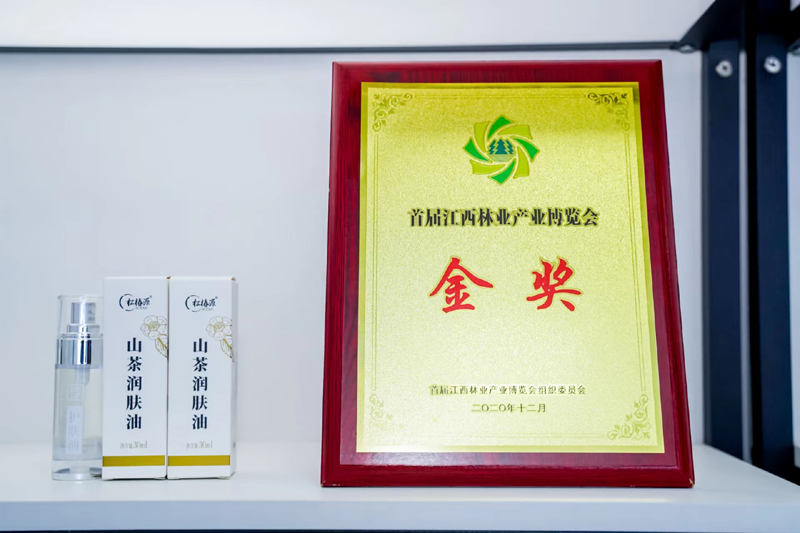 首届江西林业产业博览会
金奖
首届江西林业产业博览会组织委员会
二〇二〇年十二月
山茶润肤油
30ml
山茶润肤油
30ml